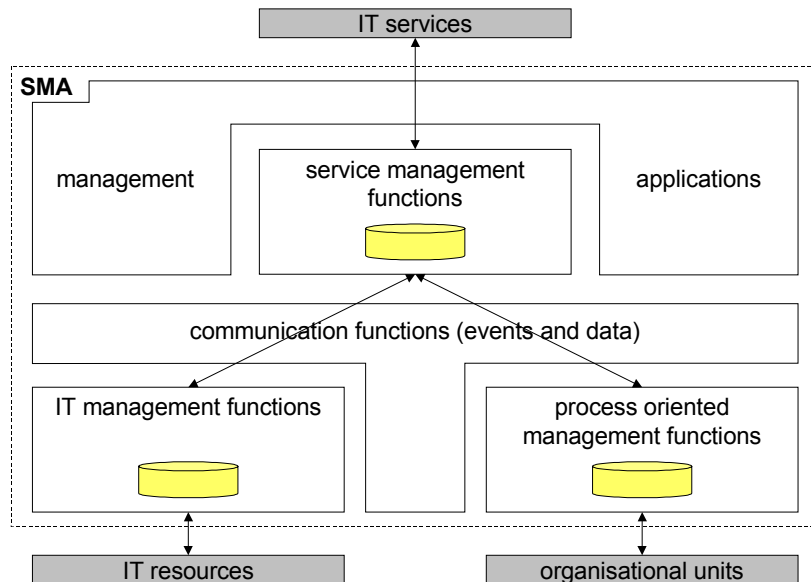 IT services
SMA
management
service management
functions
applications
communication functions (events and data)
IT management functions
process oriented
management functions
IT resources
organisational units